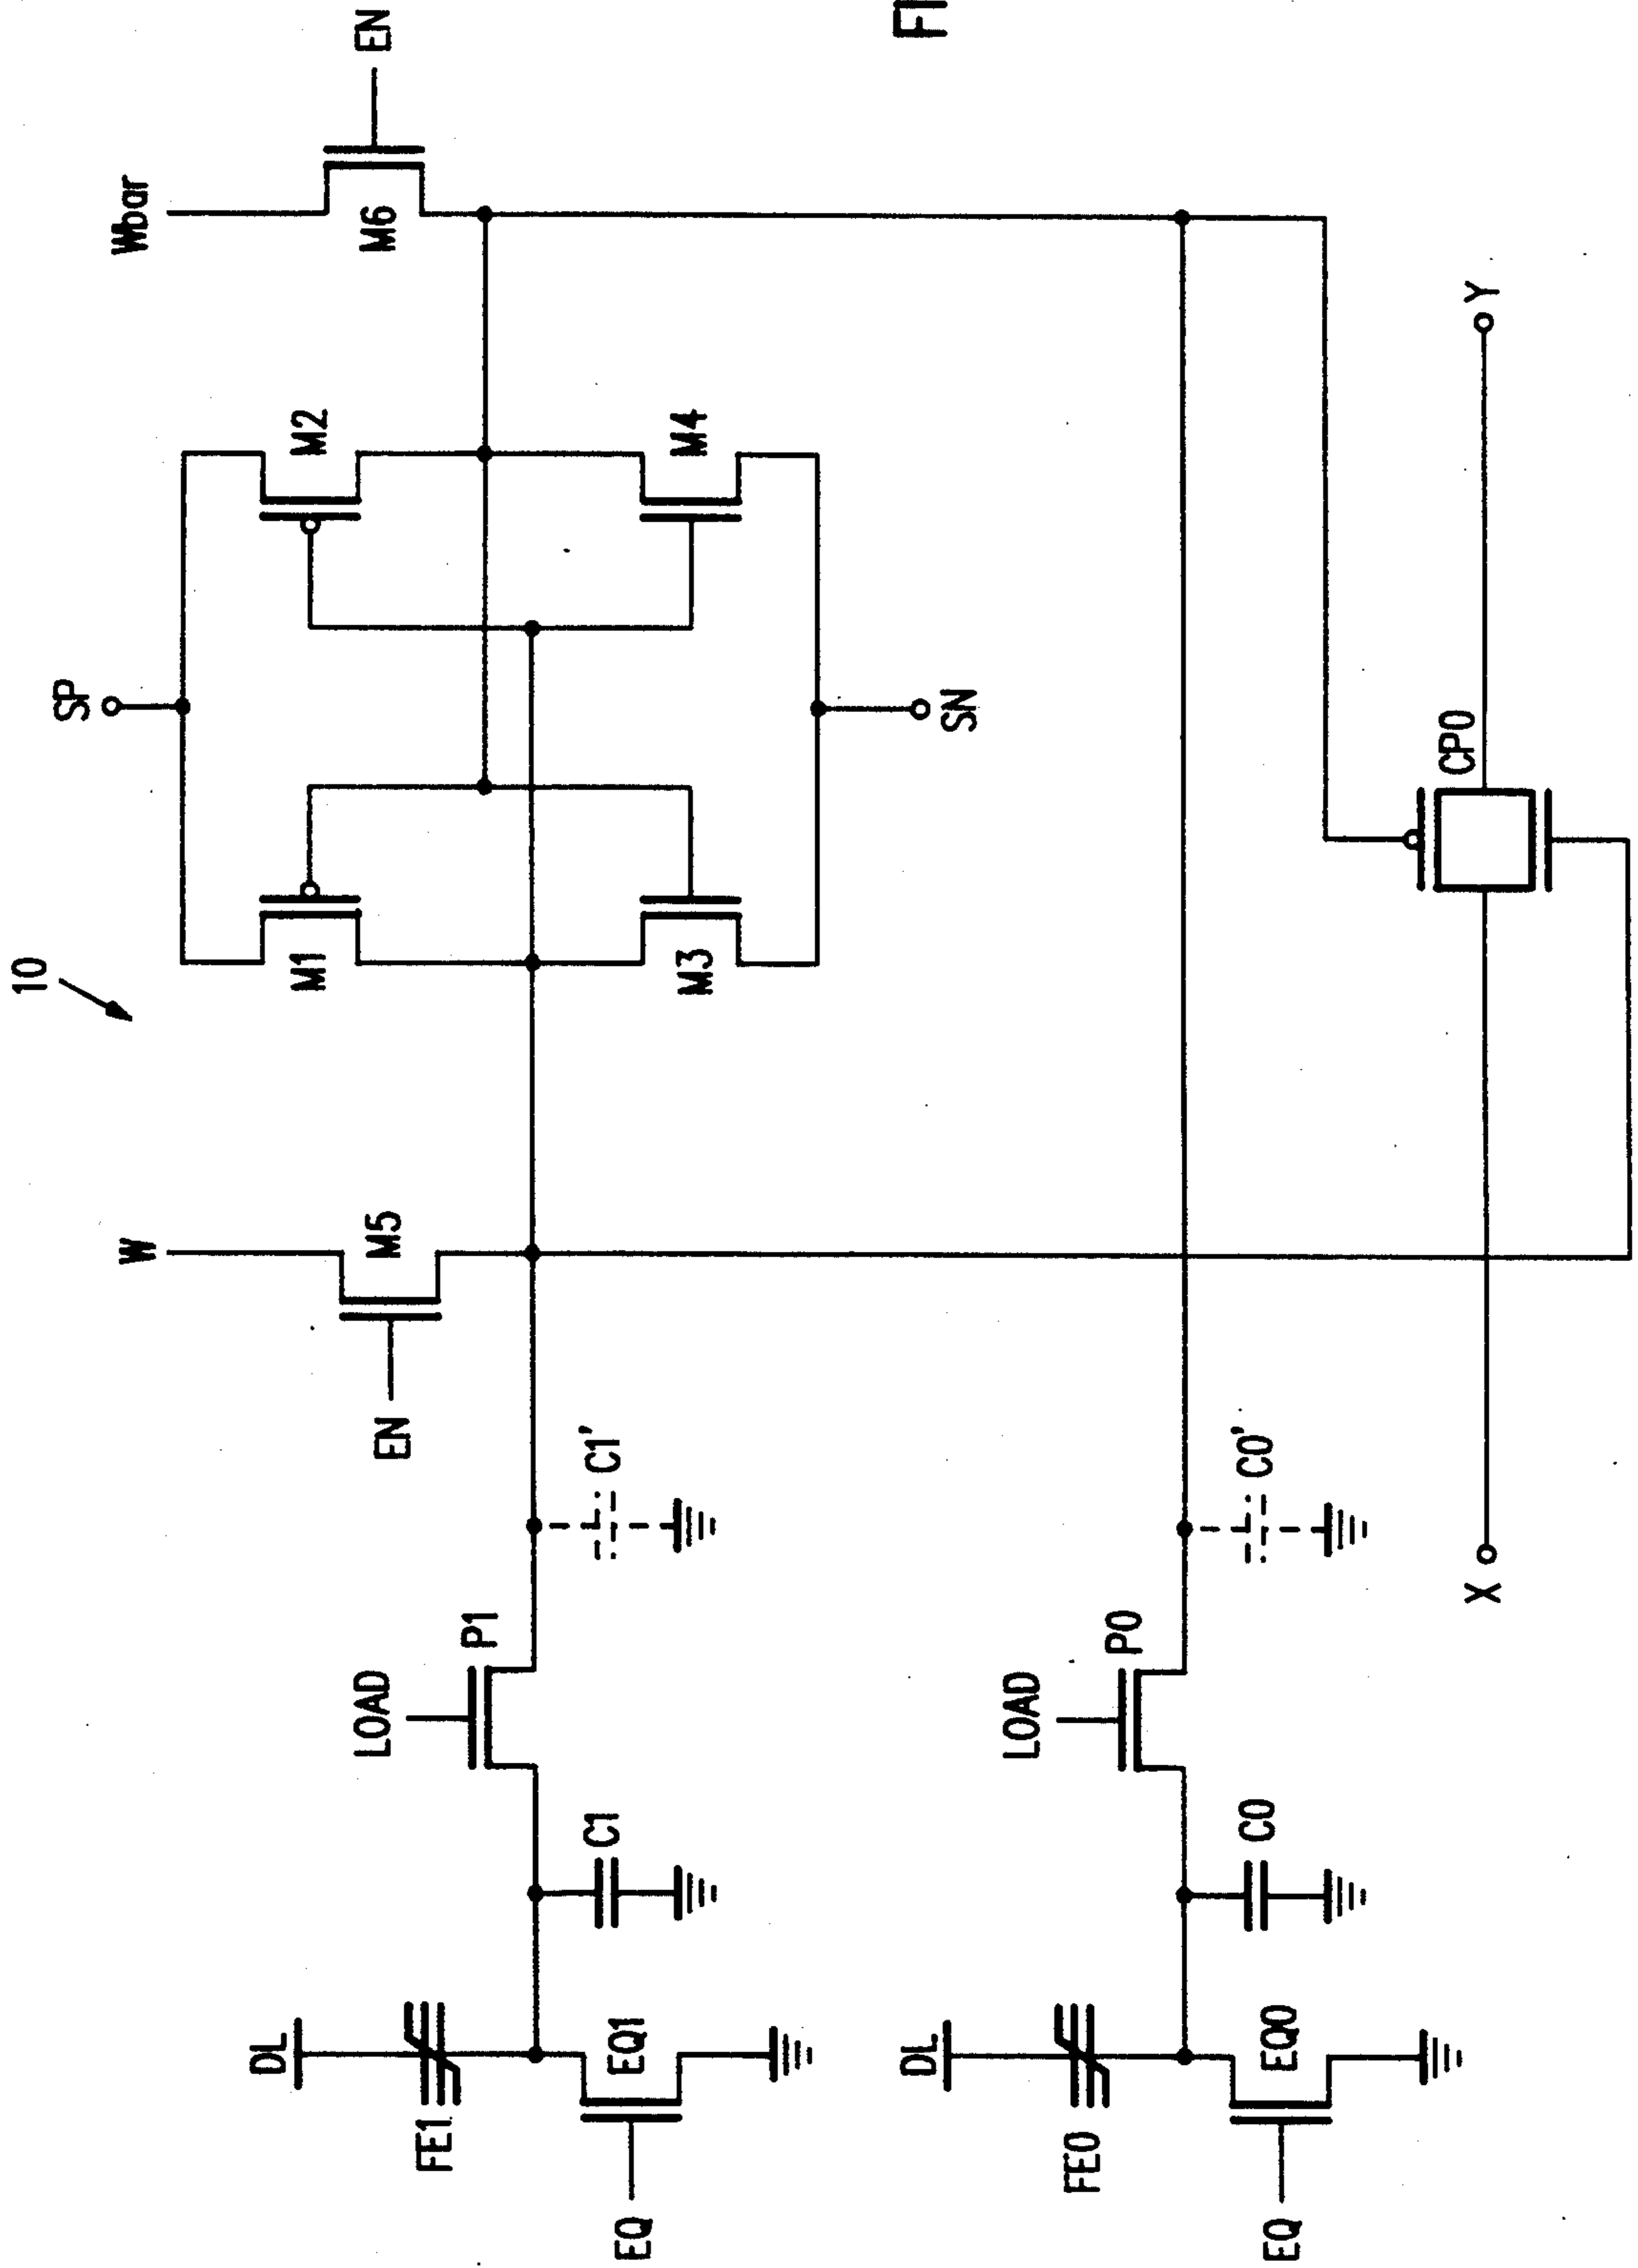 10
SP
W
Wbar
DL
FE1
EQ
EQ1
C1
LOAD
P1
C1'
EN
M5
M1
M2
M3
M4
M6
EN
SN
DL
FE0
EQ
EQ0
C0
LOAD
P0
C0'
X
CP0
Y